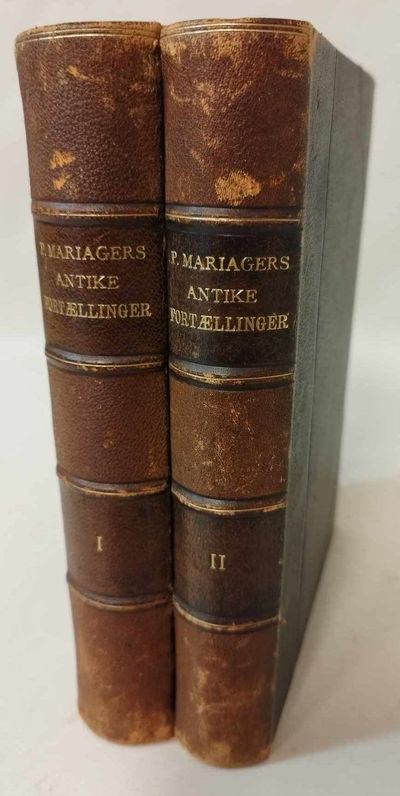 P. MARIAGERS
ANTIKE
FORTÆLLINGER
I
P. MARIAGERS
ANTIKE
FORTÆLLINGER
II